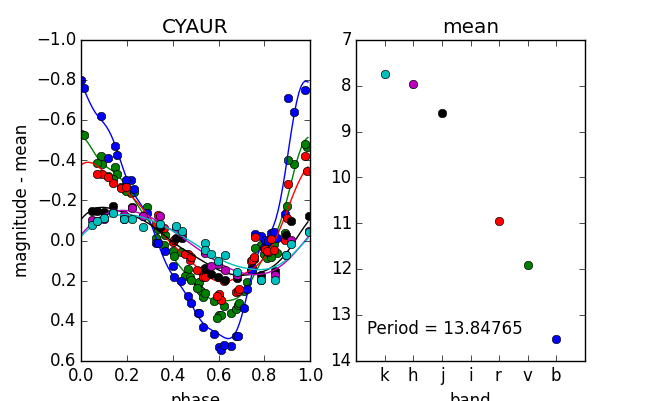 CYAUR
mean
−1.0
−0.8
−0.6
−0.4
−0.2
0.0
0.2
0.4
0.6
magnitude - mean
0.0 0.2 0.4 0.6 0.8 1.0
phase
7
8
9
10
11
12
13
14
Period = 13.84765
k h j i r v b
band